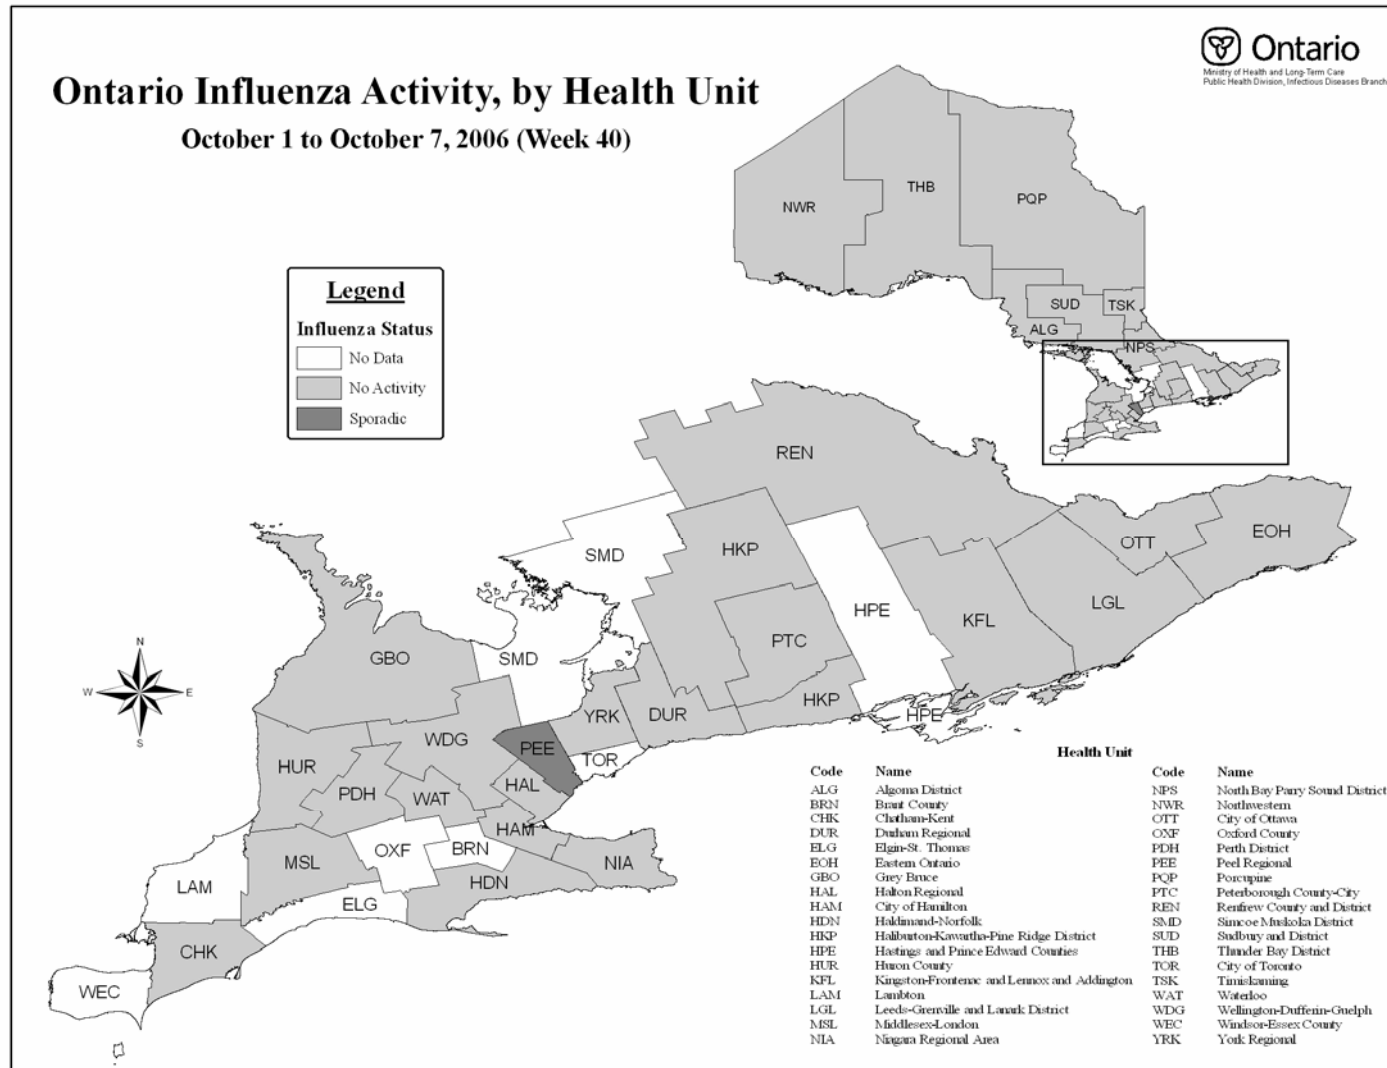 Ontario
Ministry of Health and Long-Term Care
Public Health Division, Infectious Diseases Branch
Ontario Influenza Activity, by Health Unit
October 1 to October 7, 2006 (Week 40)
NWR
THB
PQP
SUD
TSK
ALG
NPS
Legend
Influenza Status
No Data
No Activity
Sporadic
REN
SMD
HKP
OTT
EOH
HPE
LGL
KFL
PTC
GBO
SMD
HKP
HPE
YRK
DUR
WDG
PEE
TOR
HUR
HAL
PDH
WAT
HAM
OXF
BRN
MSL
NIA
HDN
LAM
ELG
CHK
WEC
N
W
E
S
Health Unit
Code Name Code Name
ALG Algoma District NPS North Bay Parry Sound District
BRN Brant County NWR Northwestern
CHK Chatham-Kent OTT City of Ottawa
DUR Durham Regional OXF Oxford County
ELG Elgin-St. Thomas PDH Perth District
EOH Eastern Ontario PEE Peel Regional
GBO Grey Bruce PQP Porcupine
HAL Halton Regional PTC Peterborough County-City
HAM City of Hamilton REN Renfrew County and District
HDN Haldimand-Norfolk SMD Simcoe Muskoka District
HKP Haliburton-Kawartha-Pine Ridge District SUD Sudbury and District
HPE Hastings and Prince Edward Counties THB Thunder Bay District
HUR Huron County TOR City of Toronto
KFL Kingston-Frontenac and Lennox and Addington TSK Timiskaming
LAM Lambton WAT Waterloo
LGL Leeds-Grenville and Lanark District WDG Wellington-Dufferin-Guelph
MSL Middlesex-London WEC Windsor-Essex County
NIA Niagara Regional Area YRK York Regional